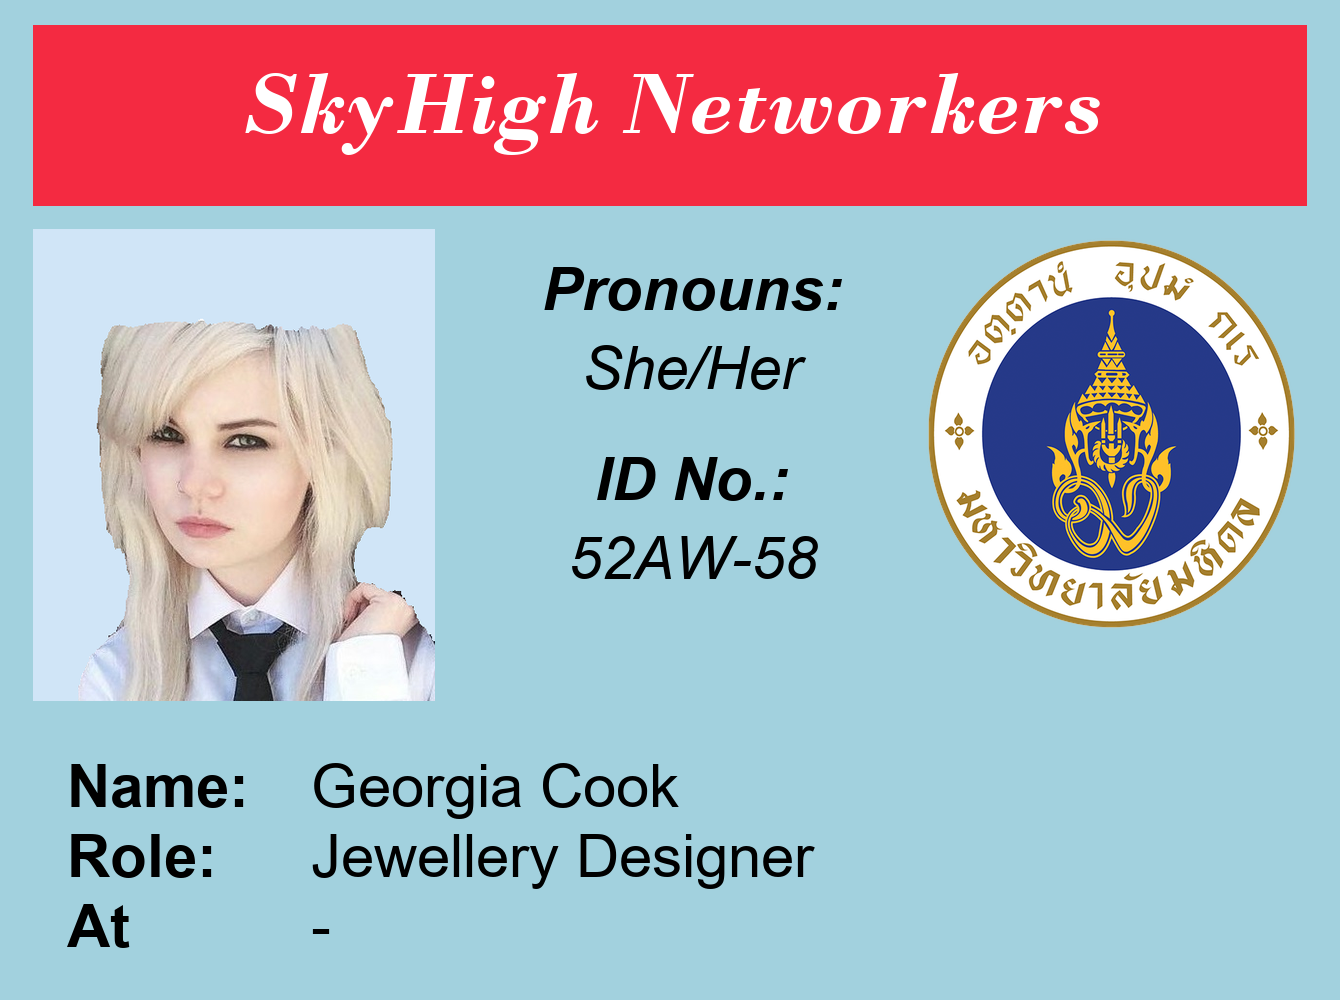 SkyHigh Networkers
Pronouns:
She/Her
ID No.:
52AW-58
อตฺตานํ อุปมํ กเร
มหาวิทยาลัยมหิดล
Name: Georgia Cook
Role: Jewellery Designer
At -